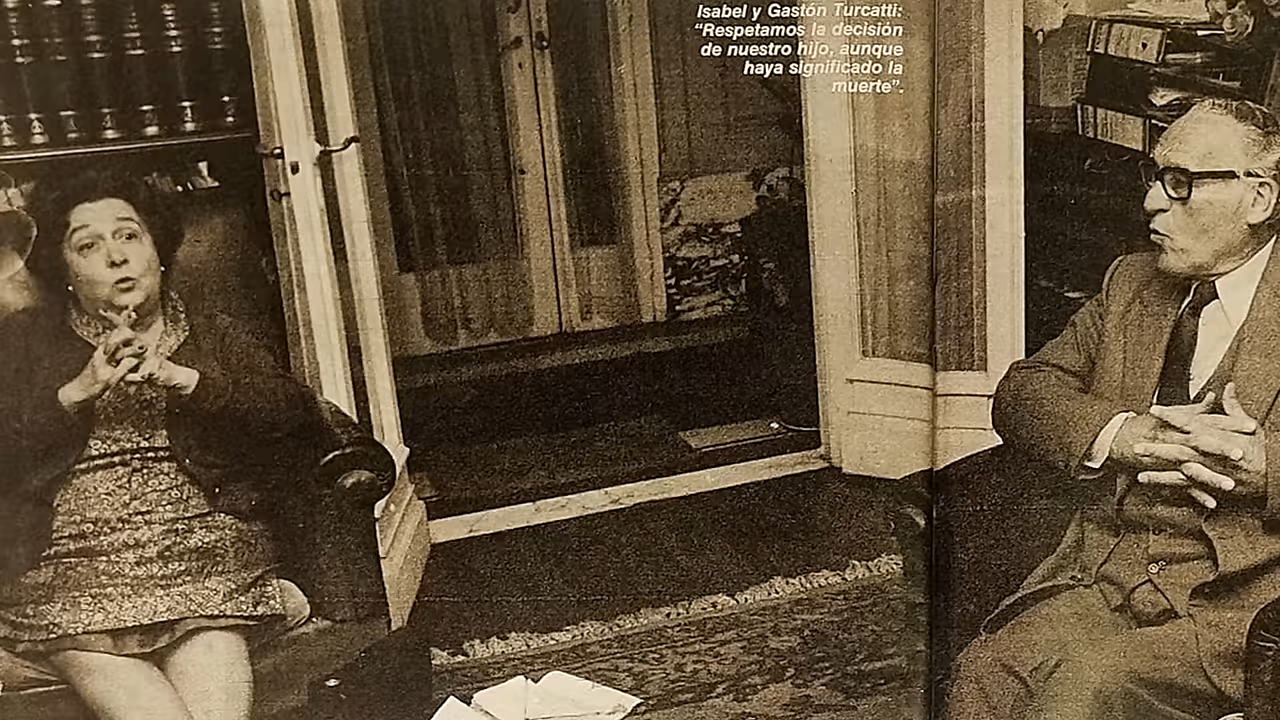 Isabel y Gastón Turcatti:
“Respetamos la decisión
de nuestro hijo, aunque
haya significado la
muerte”.